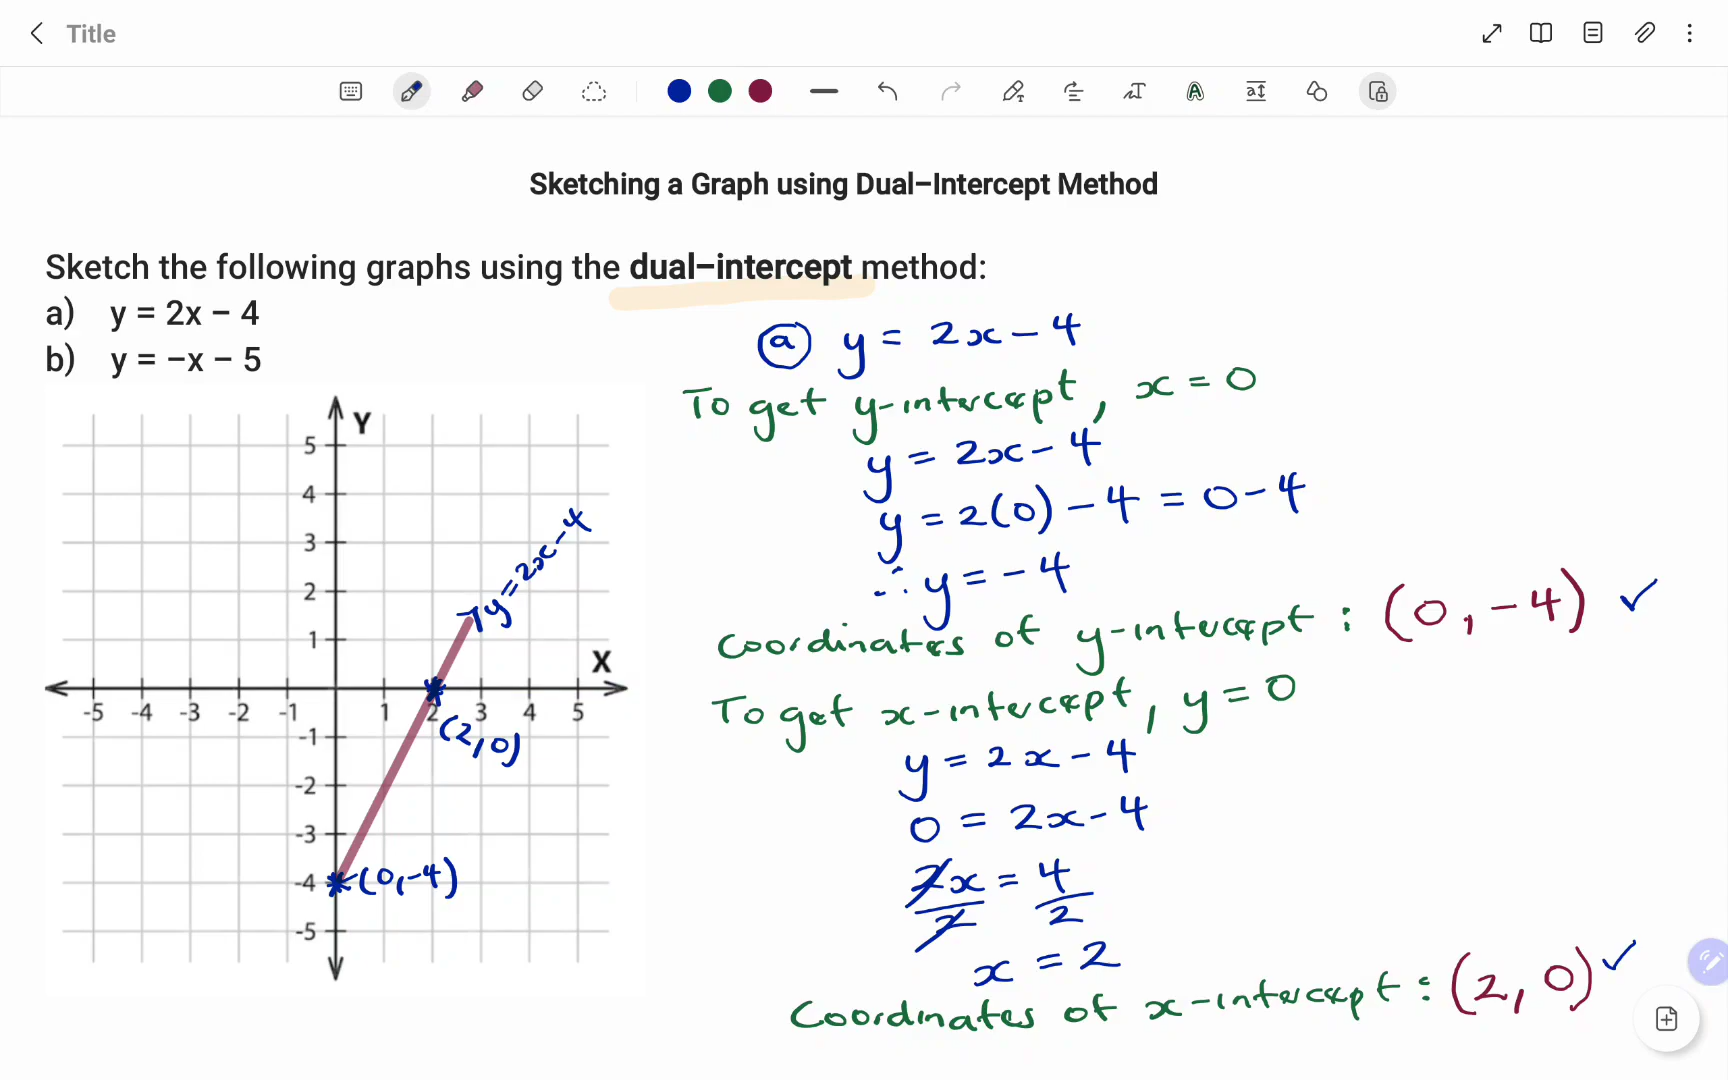 Title
Sketching a Graph using Dual–Intercept Method
Sketch the following graphs using the dual–intercept method:
a) y = 2x – 4
b) y = –x – 5
ⓐ y = 2x - 4
To get y-intercept, x = 0
y = 2x - 4
y = 2(0) - 4 = 0 - 4
∴ y = -4
Coordinates of y-intercept : (0, -4) ✓
To get x-intercept, y = 0
y = 2x - 4
0 = 2x - 4
2x = 4
2 2
x = 2
Coordinates of x-intercept : (2, 0) ✓
Y
5
4
3
2
1
X
-5 -4 -3 -2 -1 1 2 3 4 5
-1
-2
-3
-4
-5
y = 2x - 4
(2, 0)
(0, -4)